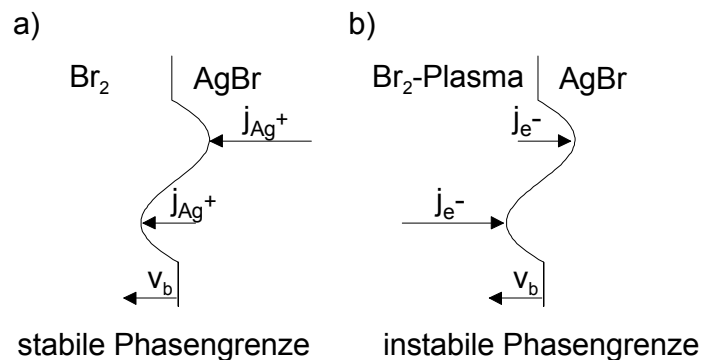 a)
Br₂ AgBr
jAg⁺
jAg⁺
vb
stabile Phasengrenze
b)
Br₂-Plasma AgBr
je⁻
je⁻
vb
instabile Phasengrenze